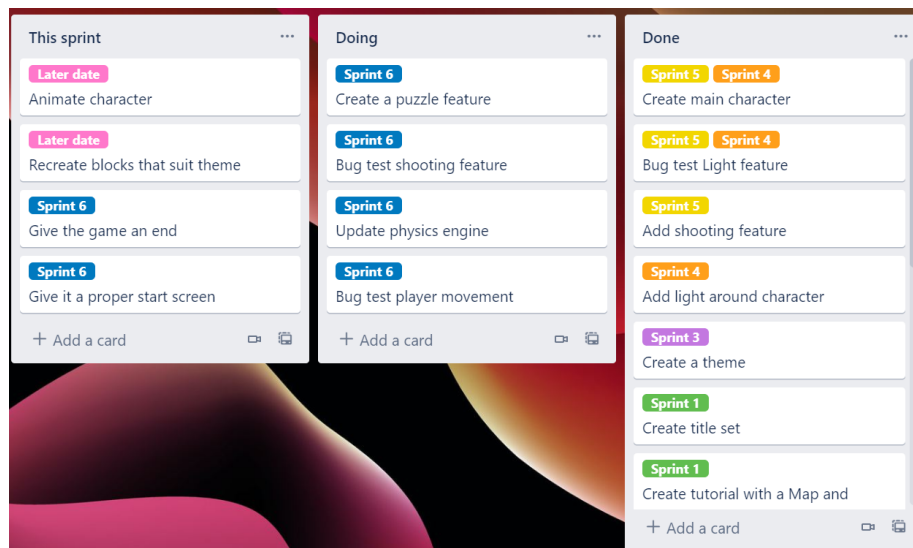 This sprint
Later date
Animate character
Later date
Recreate blocks that suit theme
Sprint 6
Give the game an end
Sprint 6
Give it a proper start screen
+ Add a card
Doing
Sprint 6
Create a puzzle feature
Sprint 6
Bug test shooting feature
Sprint 6
Update physics engine
Sprint 6
Bug test player movement
+ Add a card
Done
Sprint 5 Sprint 4
Create main character
Sprint 5 Sprint 4
Bug test Light feature
Sprint 5
Add shooting feature
Sprint 4
Add light around character
Sprint 3
Create a theme
Sprint 1
Create title set
Sprint 1
Create tutorial with a Map and
+ Add a card